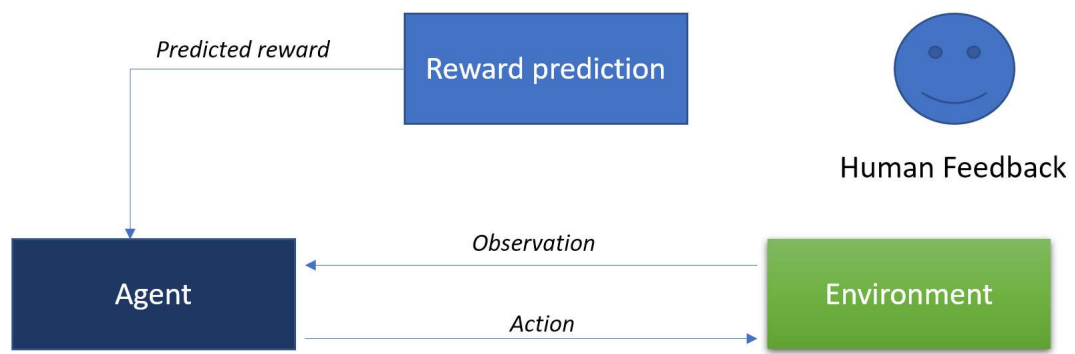 Predicted reward
Reward prediction
Human Feedback
Observation
Agent
Environment
Action